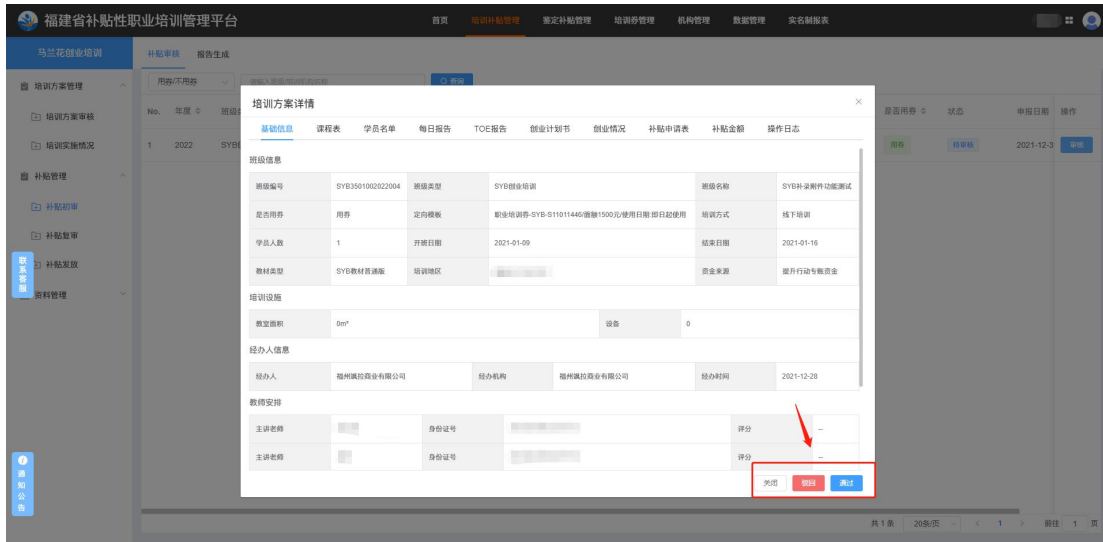 福建省补贴性职业培训管理平台
首页 培训补贴管理 鉴定补贴管理 培训券管理 机构管理 数据管理 实名制报表
马兰花创业培训
补贴审核 报告生成
培训方案管理
培训方案审核
培训实施情况
补贴管理
补贴初审
补贴复审
补贴发放
资料管理
联系客服
通知公告
用券/不用券
查询
No. 年度 班级 是否用券 状态 申报日期 操作
1 2022 SYB 用券 待审核 2021-12-3 审核
培训方案详情
基础信息 课程表 学员名单 每日报告 TOE报告 创业计划书 创业情况 补贴申请表 补贴金额 操作日志
班级信息
班级编号 SYB3501002022004 班级类型 SYB创业培训 班级名称 SYB补录附件功能测试
是否用券 用券 定向模板 职业培训券-SYB-S11011446/面额1500元/使用日期:即日起使用 培训方式 线下培训
学员人数 1 开班日期 2021-01-09 结束日期 2021-01-16
教材类型 SYB教材普通版 培训地区 资金来源 提升行动专账资金
培训设施
教室面积 0m² 设备 0
经办人信息
经办人 福州飒拉商业有限公司 经办机构 福州飒拉商业有限公司 经办时间 2021-12-28
教师安排
主讲老师 身份证号 评分 --
主讲老师 身份证号 评分 --
关闭 驳回 通过
共 1 条 20条/页 < 1 > 前往 1 页